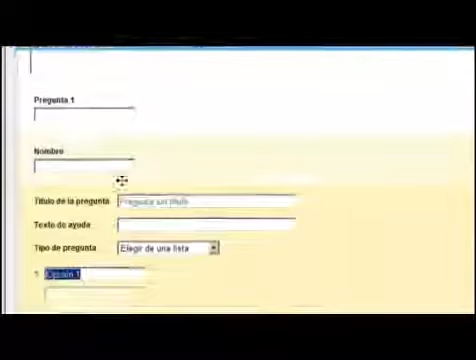 Pregunta 1
Nombre
Título de la pregunta Pregunta sin título
Texto de ayuda
Tipo de pregunta Elegir de una lista
1 Opción 1